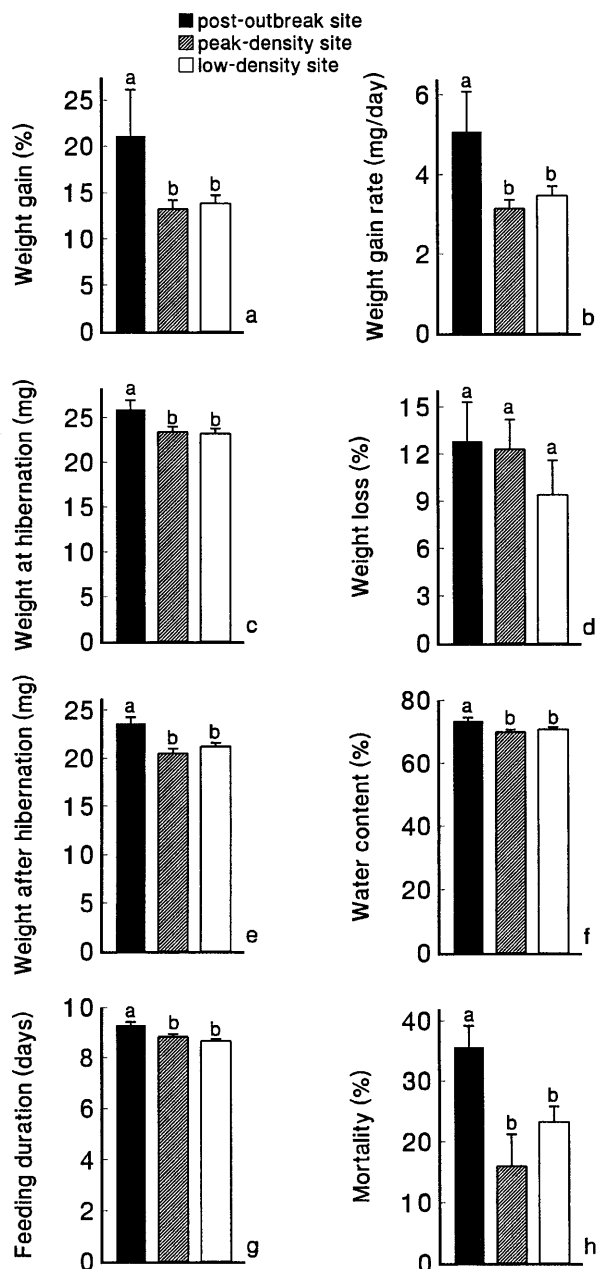 post-outbreak site
peak-density site
low-density site
Weight gain (%)
25
20
15
10
5
0
a
b
b
a
Weight gain rate (mg/day)
6
4
2
0
a
b
b
b
Weight at hibernation (mg)
25
20
15
10
5
0
a
b
b
c
Weight loss (%)
15
12
9
6
3
0
a
a
a
d
Weight after hibernation (mg)
25
20
15
10
5
0
a
b
b
e
Water content (%)
80
60
40
20
0
a
b
b
f
Feeding duration (days)
10
8
6
4
2
0
a
b
b
g
Mortality (%)
40
30
20
10
0
a
b
b
h